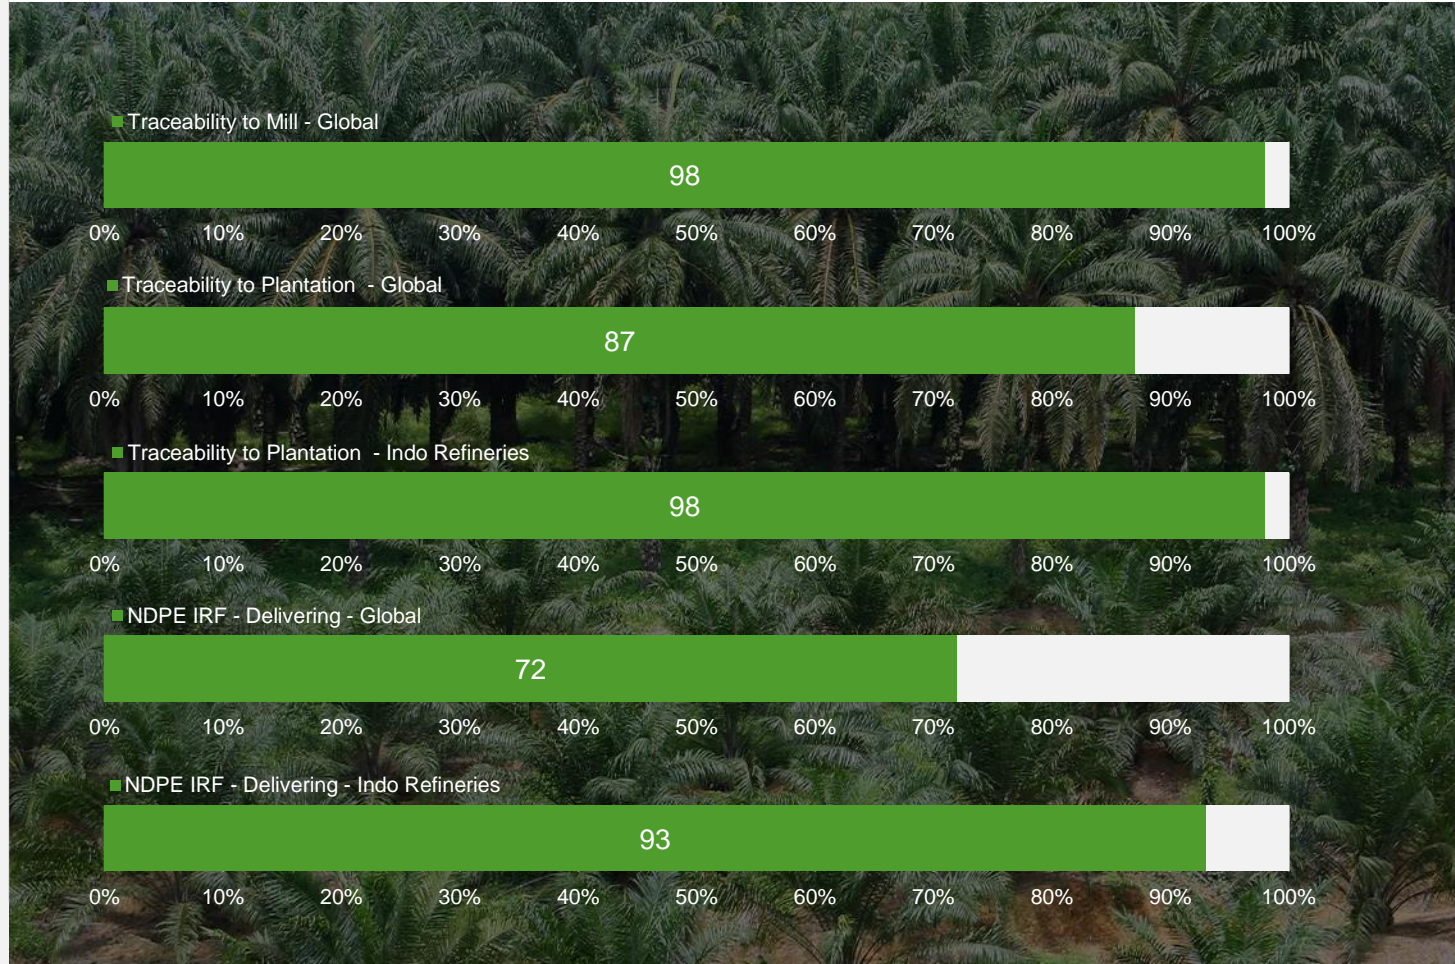 Traceability to Mill - Global
98
0% 10% 20% 30% 40% 50% 60% 70% 80% 90% 100%
Traceability to Plantation - Global
87
0% 10% 20% 30% 40% 50% 60% 70% 80% 90% 100%
Traceability to Plantation - Indo Refineries
98
0% 10% 20% 30% 40% 50% 60% 70% 80% 90% 100%
NDPE IRF - Delivering - Global
72
0% 10% 20% 30% 40% 50% 60% 70% 80% 90% 100%
NDPE IRF - Delivering - Indo Refineries
93
0% 10% 20% 30% 40% 50% 60% 70% 80% 90% 100%